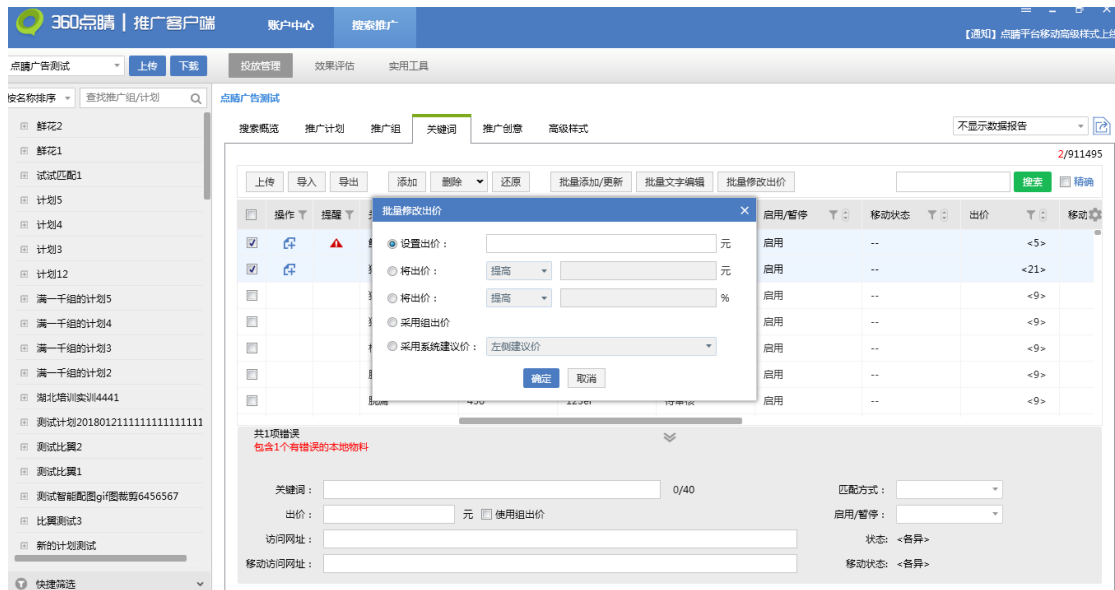 360点睛 | 推广客户端
账户中心
搜索推广
【通知】点睛平台移动高级样式上线
点睛广告测试
上传
下载
投放管理
效果评估
实用工具
按名称排序
查找推广组/计划
点睛广告测试
鲜花2
鲜花1
试试匹配1
计划5
计划4
计划3
计划12
满一千组的计划5
满一千组的计划4
满一千组的计划3
满一千组的计划2
湖北培训实训4441
测试计划2018012111111111111111
测试比翼2
测试比翼1
测试智能配图gif图裁剪6456567
比翼测试3
新的计划测试
快捷筛选
搜索概览
推广计划
推广组
关键词
推广创意
高级样式
不显示数据报告
2/911495
上传
导入
导出
添加
删除
还原
批量添加/更新
批量文字编辑
批量修改出价
搜索
精确
操作
提醒
启用/暂停
移动状态
出价
移动
启用 -- <5>
启用 -- <21>
启用 -- <9>
启用 -- <9>
启用 -- <9>
启用 -- <9>
启用 -- <9>
批量修改出价
设置出价： 元
将出价： 提高 元
将出价： 提高 %
采用组出价
采用系统建议价： 左侧建议价
确定
取消
共1项错误
包含1个有错误的本地物料
关键词： 0/40
匹配方式：
出价： 元 使用组出价
启用/暂停：
访问网址：
状态: <各异>
移动访问网址：
移动状态: <各异>